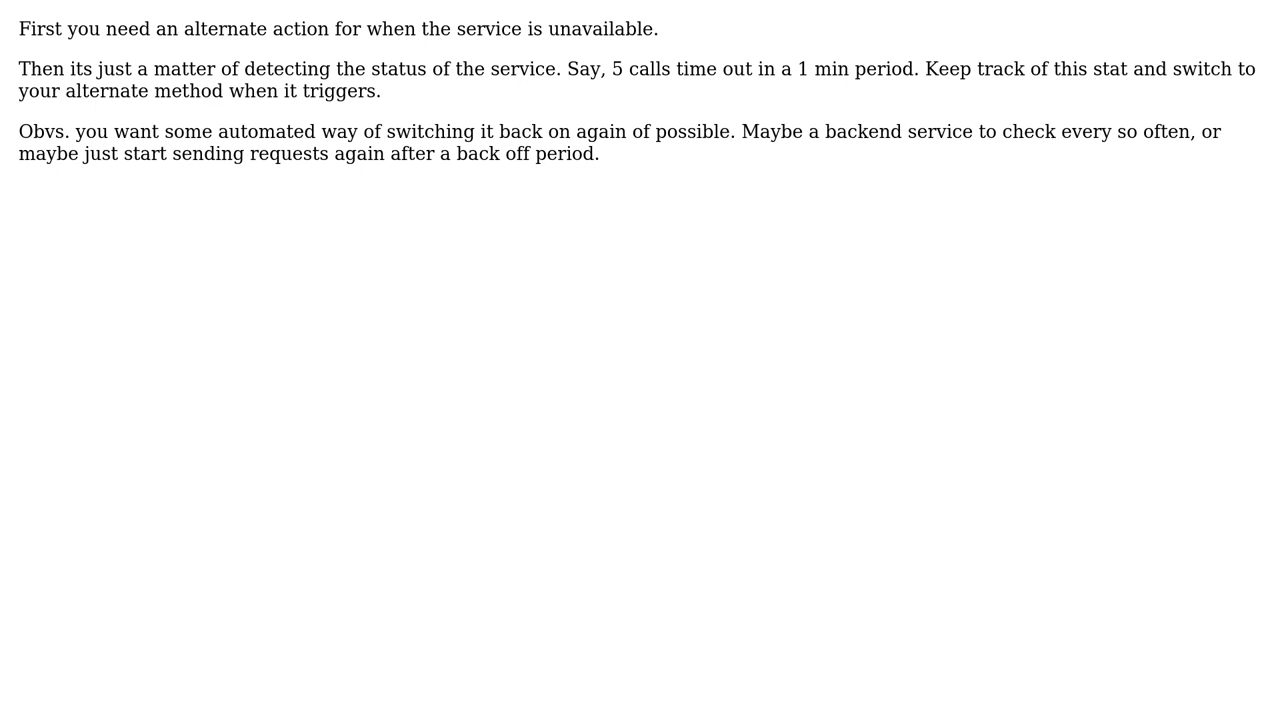 First you need an alternate action for when the service is unavailable.
Then its just a matter of detecting the status of the service. Say, 5 calls time out in a 1 min period. Keep track of this stat and switch to
your alternate method when it triggers.
Obvs. you want some automated way of switching it back on again of possible. Maybe a backend service to check every so often, or
maybe just start sending requests again after a back off period.